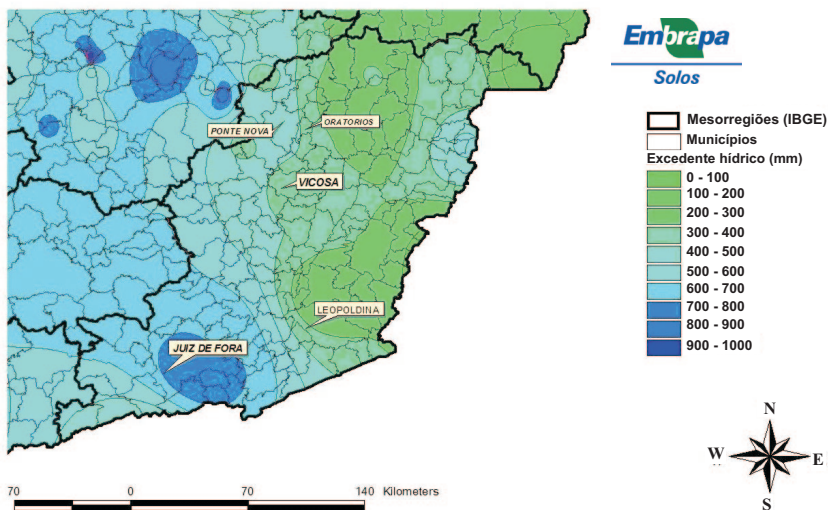 Embrapa
Solos
PONTE NOVA
ORATORIOS
VICOSA
LEOPOLDINA
JUIZ DE FORA
Mesorregiões (IBGE)
Municípios
Excedente hídrico (mm)
0 - 100
100 - 200
200 - 300
300 - 400
400 - 500
500 - 600
600 - 700
700 - 800
800 - 900
900 - 1000
N
W
E
S
70 0 70 140 Kilometers